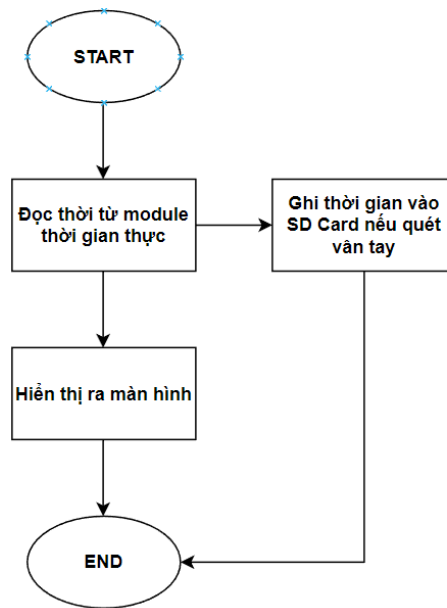 START
Đọc thời từ module
thời gian thực
Ghi thời gian vào
SD Card nếu quét
vân tay
Hiển thị ra màn hình
END